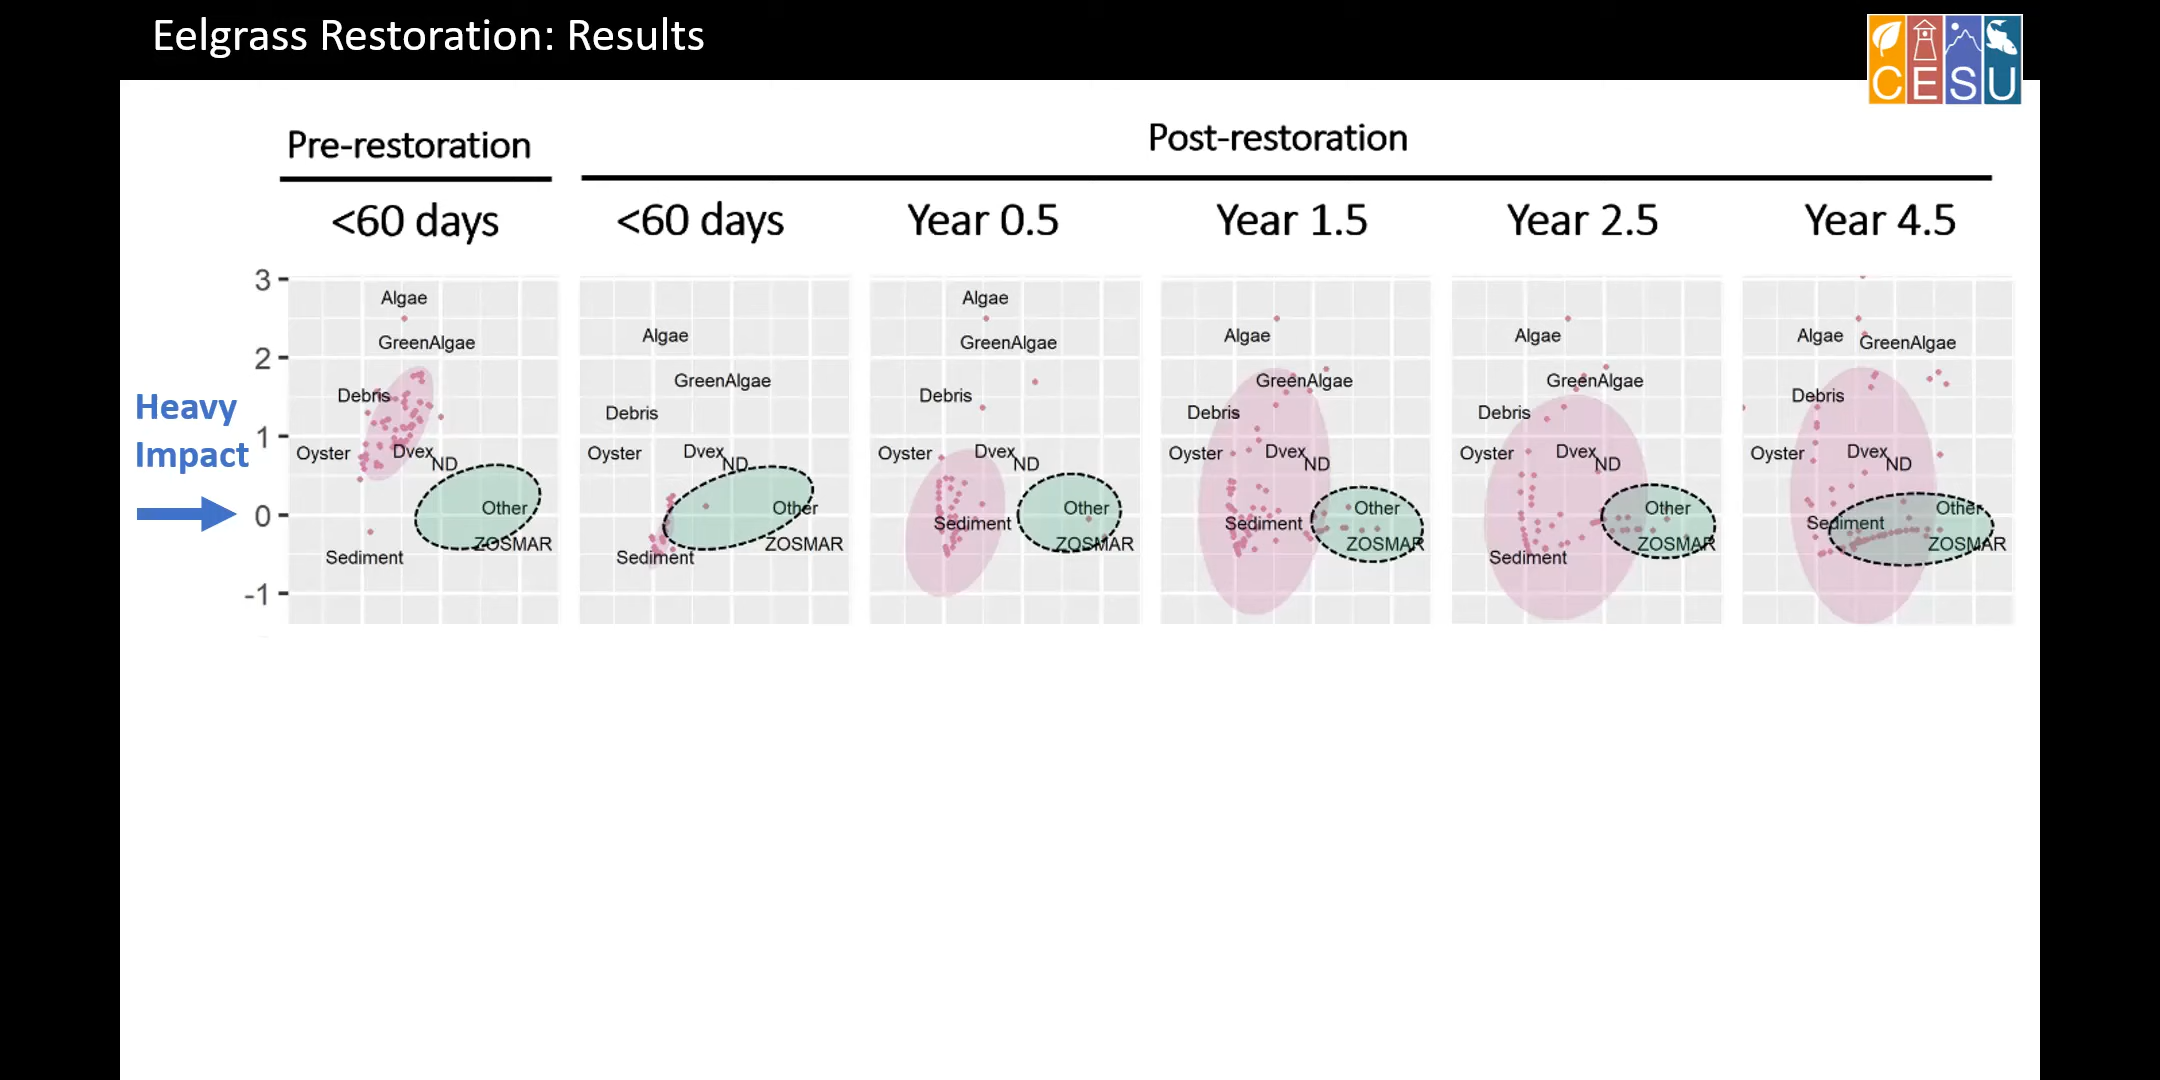 Eelgrass Restoration: Results
CESU
Pre-restoration
Post-restoration
<60 days
<60 days
Year 0.5
Year 1.5
Year 2.5
Year 4.5
Heavy
Impact
3
2
1
0
-1
Algae
GreenAlgae
Debris
Oyster
Dvex
ND
Other
ZOSMAR
Sediment
Algae
GreenAlgae
Debris
Oyster
Dvex
ND
Other
ZOSMAR
Sediment
Algae
GreenAlgae
Debris
Oyster
Dvex
ND
Other
Sediment
ZOSMAR
Algae
GreenAlgae
Debris
Oyster
Dvex
ND
Other
Sediment
ZOSMAR
Algae
GreenAlgae
Debris
Oyster
Dvex
ND
Other
ZOSMAR
Sediment
Algae
GreenAlgae
Debris
Oyster
Dvex
ND
Other
Sediment
ZOSMAR